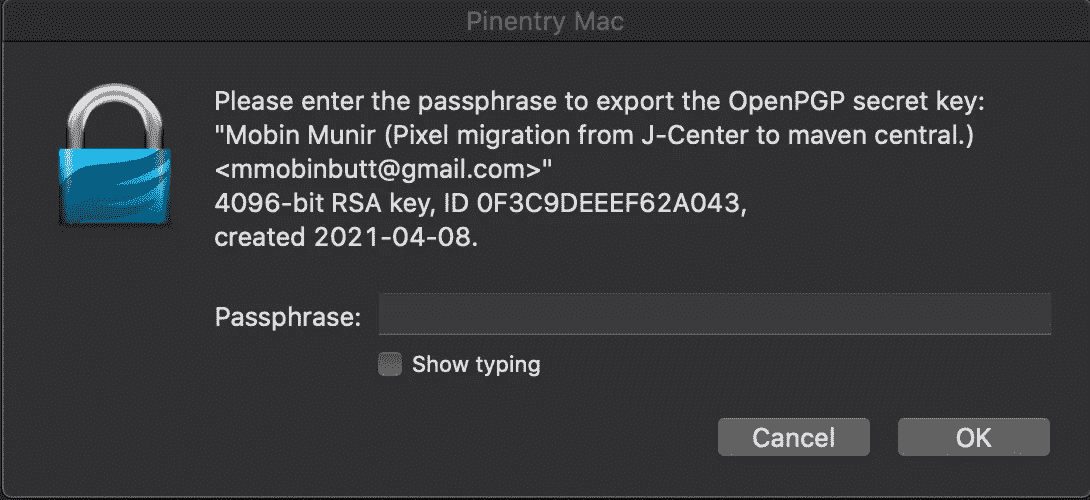 Pinentry Mac
Please enter the passphrase to export the OpenPGP secret key:
"Mobin Munir (Pixel migration from J-Center to maven central.)
<mmobinbutt@gmail.com>"
4096-bit RSA key, ID 0F3C9DEEEF62A043,
created 2021-04-08.
Passphrase:
Show typing
Cancel OK